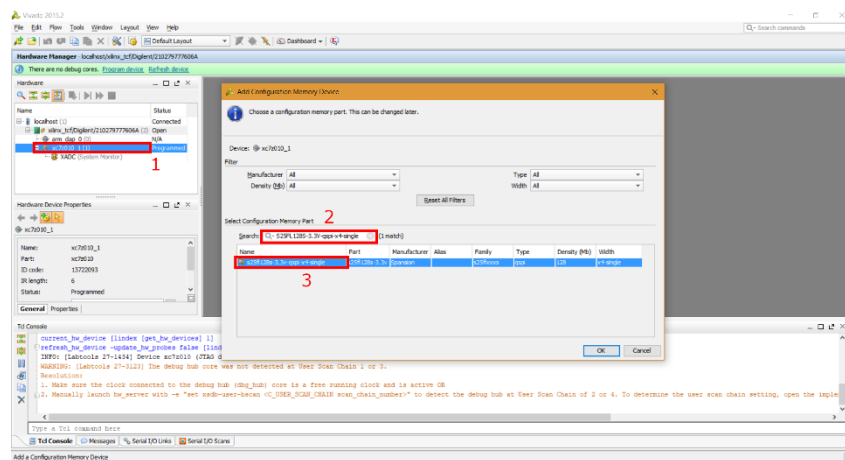 Vivado 2015.2
File Edit Flow Tools Window Layout View Help
Q- Search commands
Default Layout
Dashboard
Hardware Manager - localhost/xilinx_tcf/Digilent/210279777606A
There are no debug cores. Program device Refresh device
Hardware
Name Status
localhost (1) Connected
xilinx_tcf/Digilent/210279777606A (2) Open
arm_dap_0 (0) N/A
xc7z010_1 (1) Programmed
XADC (System Monitor)
1
Hardware Device Properties
xc7z010_1
Name: xc7z010_1
Part: xc7z010
ID code: 13722093
IR length: 6
Status: Programmed
General Properties
Add Configuration Memory Device
Choose a configuration memory part. This can be changed later.
Device: xc7z010_1
Filter
Manufacturer All Type All
Density (Mb) All Width All
Reset All Filters
Select Configuration Memory Part
2
Search: Q- S25FL128S-3.3V-qspi-x4-single (1 match)
Name Part Manufacturer Alias Family Type Density (Mb) Width
s25fl128s-3.3v-qspi-x4-single s25fl128s-3.3v Spansion s25flxxxs qspi 128 x4-single
3
OK Cancel
Tcl Console
current_hw_device [lindex [get_hw_devices] 1]
refresh_hw_device -update_hw_probes false [lind
INFO: [Labtools 27-1434] Device xc7z010 (JTAG d
WARNING: [Labtools 27-3123] The debug hub core was not detected at User Scan Chain 1 or 3.
Resolution:
1. Make sure the clock connected to the debug hub (dbg_hub) core is a free running clock and is active OR
2. Manually launch hw_server with -e "set xsdb-user-bscan <C_USER_SCAN_CHAIN scan_chain_number>" to detect the debug hub at User Scan Chain of 2 or 4. To determine the user scan chain setting, open the imple
Type a Tcl command here
Tcl Console Messages Serial I/O Links Serial I/O Scans
Add a Configuration Memory Device